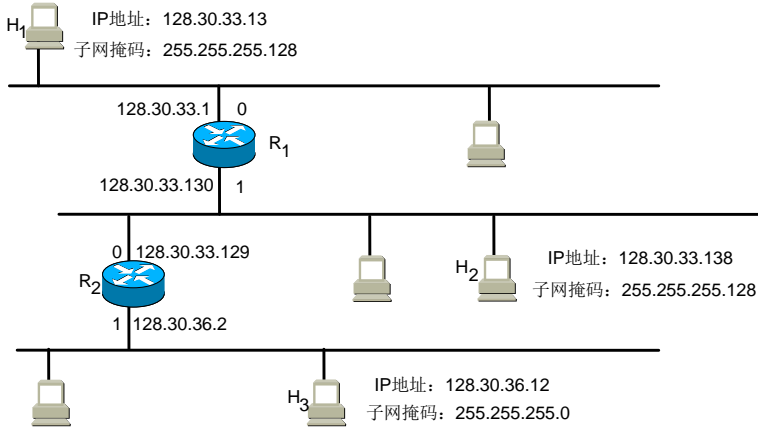 H1
IP地址：128.30.33.13
子网掩码：255.255.255.128
128.30.33.1 0
R1
128.30.33.130 1
0 128.30.33.129
R2
H2
IP地址：128.30.33.138
子网掩码：255.255.255.128
1 128.30.36.2
H3
IP地址：128.30.36.12
子网掩码：255.255.255.0